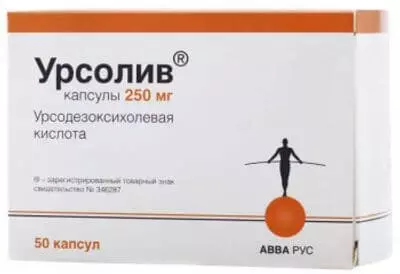 Урсолив®
капсулы 250 мг
Урсодезоксихолевая
кислота
® – зарегистрированный товарный знак
свидетельство № 346287
50 капсул
АВВА РУС